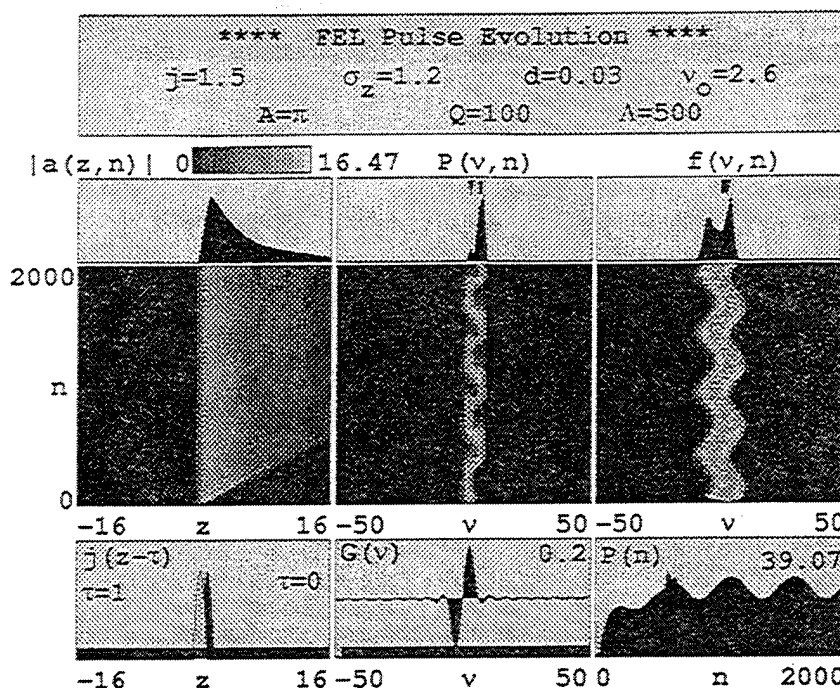 **** FEL Pulse Evolution ****
j=1.5 σz=1.2 d=0.03 νo=2.6
A=π Q=100 Λ=500
|a(z,n)| 0 16.47 P(ν,n) f(ν,n)
2000
n
0
-16 z 16 -50 ν 50 -50 ν 50
j(z-τ) G(ν) 0.2 P(n) 39.07
τ=1 τ=0
-16 z 16 -50 ν 50 0 n 2000